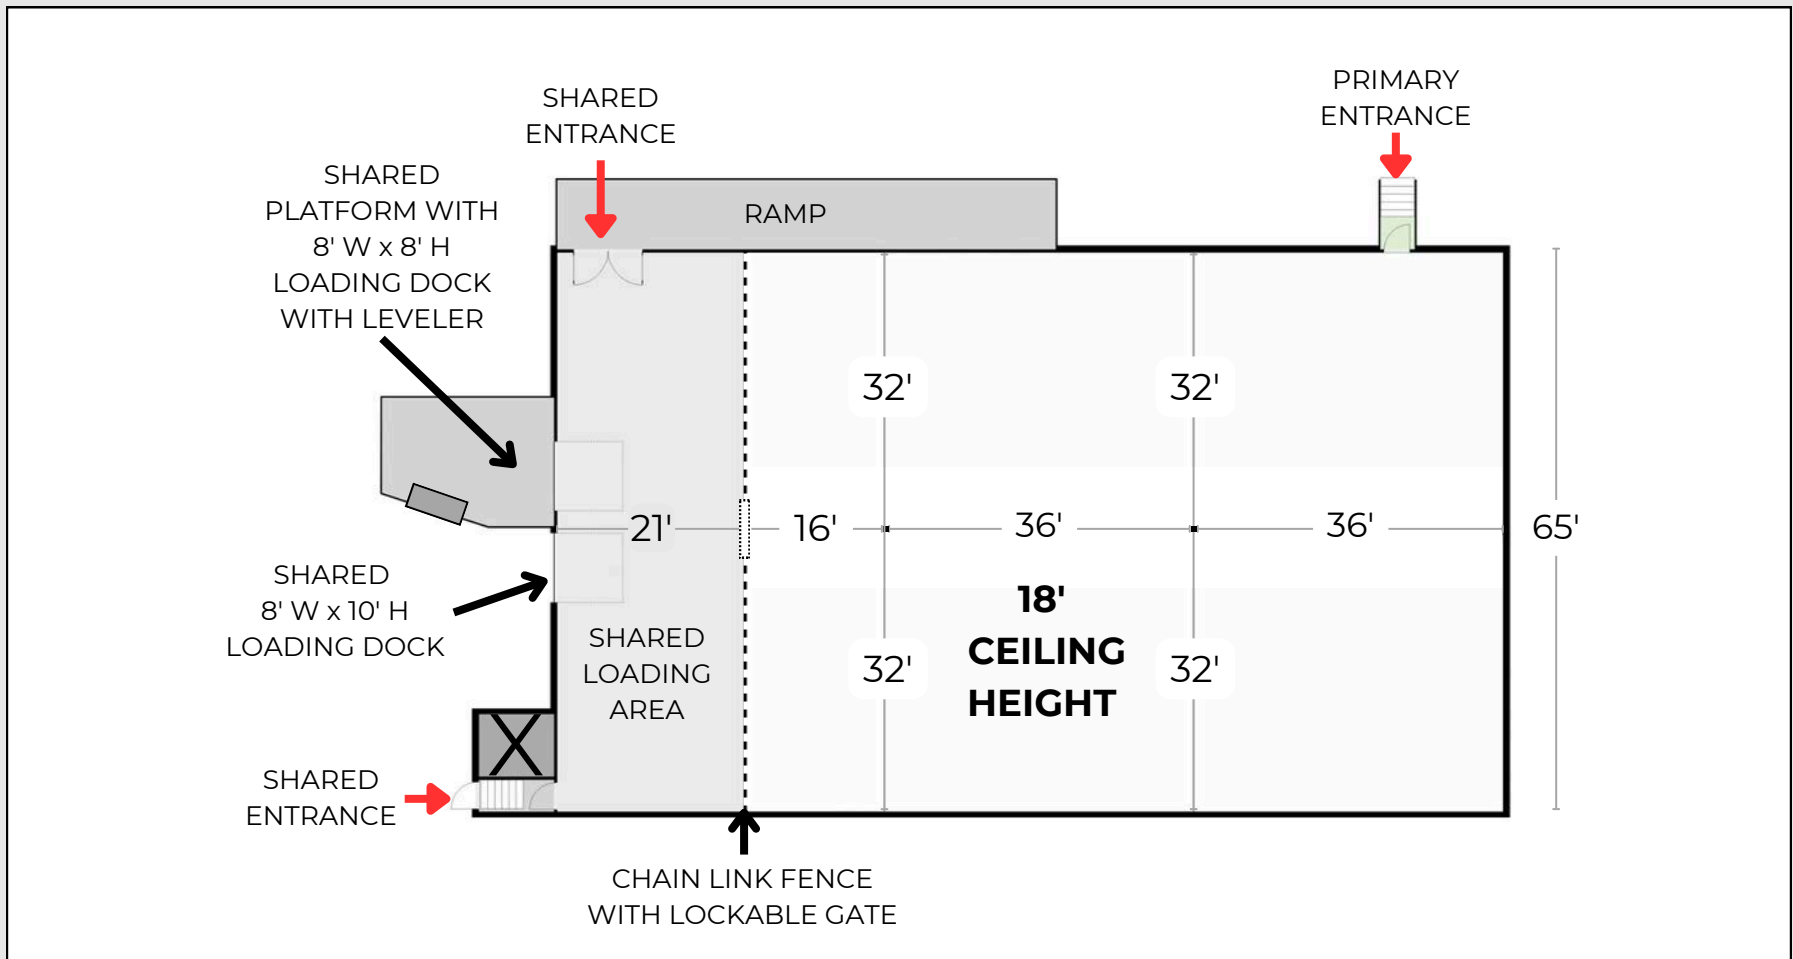 PRIMARY
ENTRANCE
SHARED
ENTRANCE
SHARED
PLATFORM WITH
8' W x 8' H
LOADING DOCK
WITH LEVELER
RAMP
32'
32'
21'
16'
36'
36'
65'
SHARED
8' W x 10' H
LOADING DOCK
18'
CEILING
HEIGHT
SHARED
LOADING
AREA
32'
32'
SHARED
ENTRANCE
CHAIN LINK FENCE
WITH LOCKABLE GATE